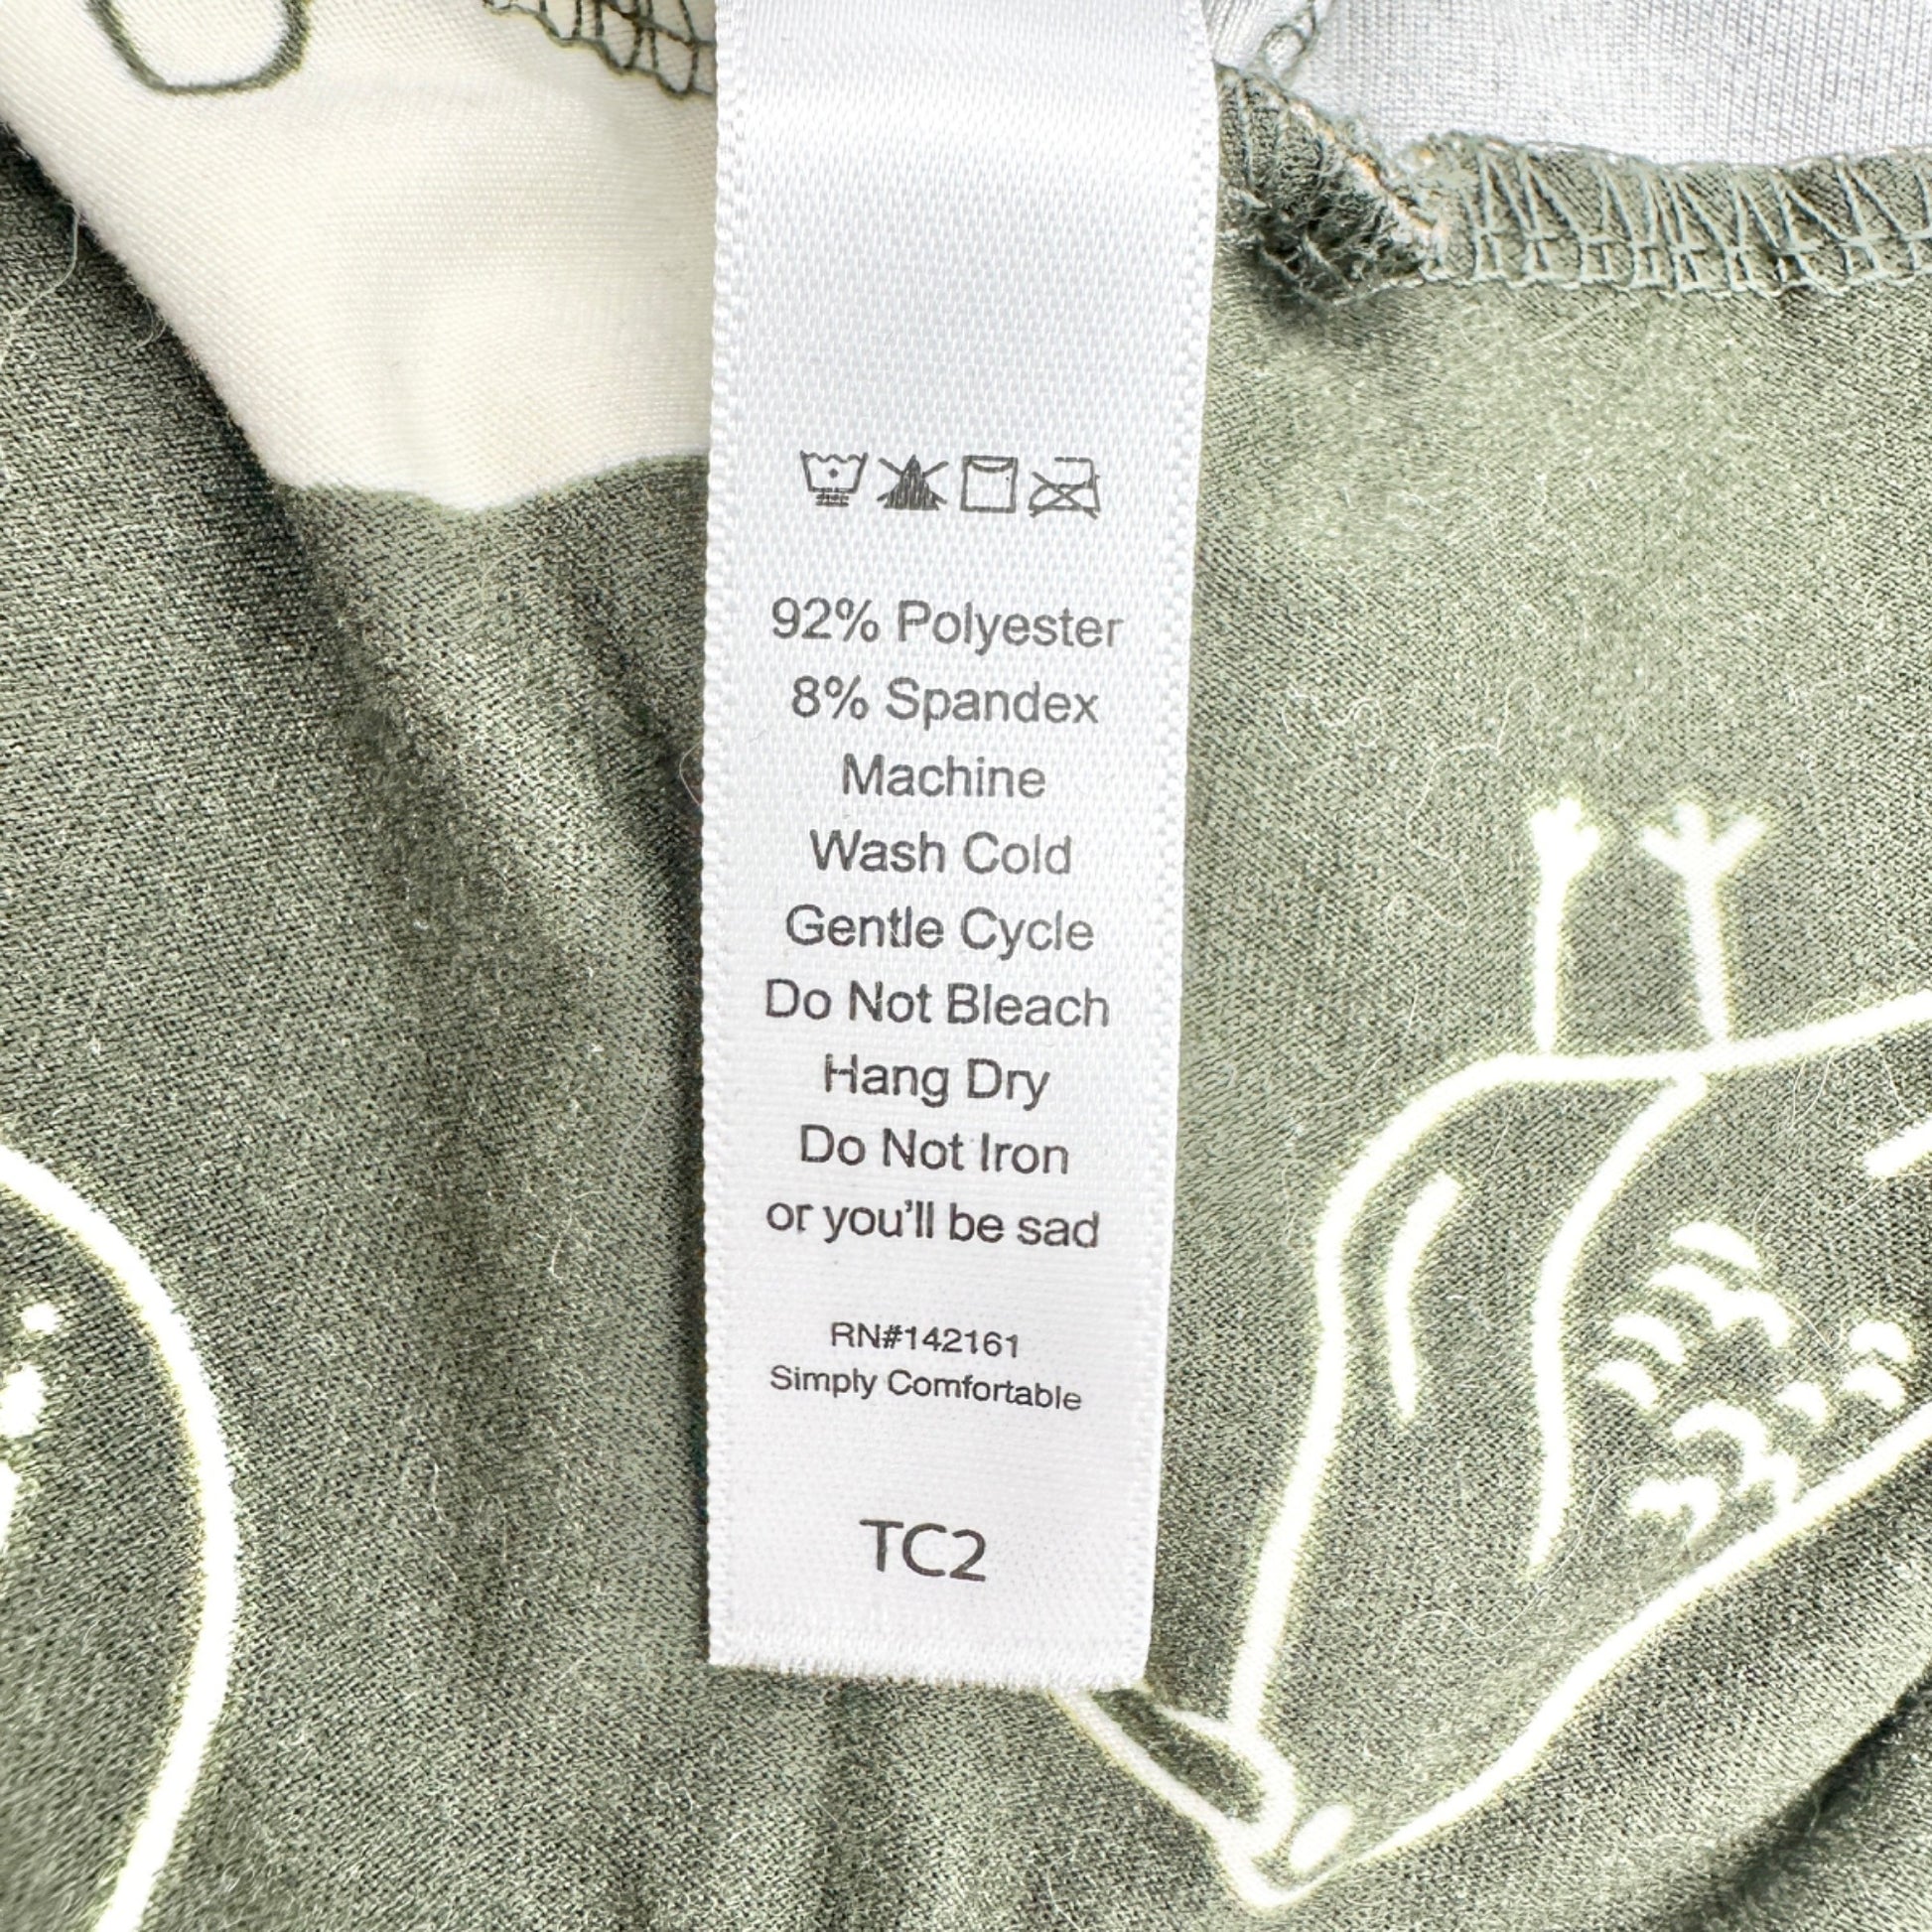 92% Polyester
8% Spandex
Machine
Wash Cold
Gentle Cycle
Do Not Bleach
Hang Dry
Do Not Iron
or you'll be sad
RN#142161
Simply Comfortable
TC2